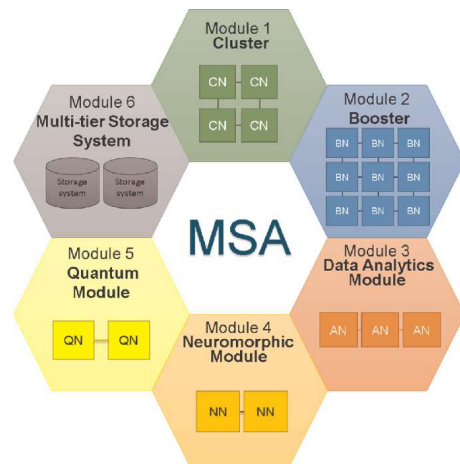 Module 1
Cluster
CN CN
CN CN
Module 6
Multi-tier Storage
System
Storage Storage
system system
Module 2
Booster
BN BN BN
BN BN BN
BN BN BN
MSA
Module 5
Quantum
Module
QN QN
Module 3
Data Analytics
Module
AN AN AN
Module 4
Neuromorphic
Module
NN NN